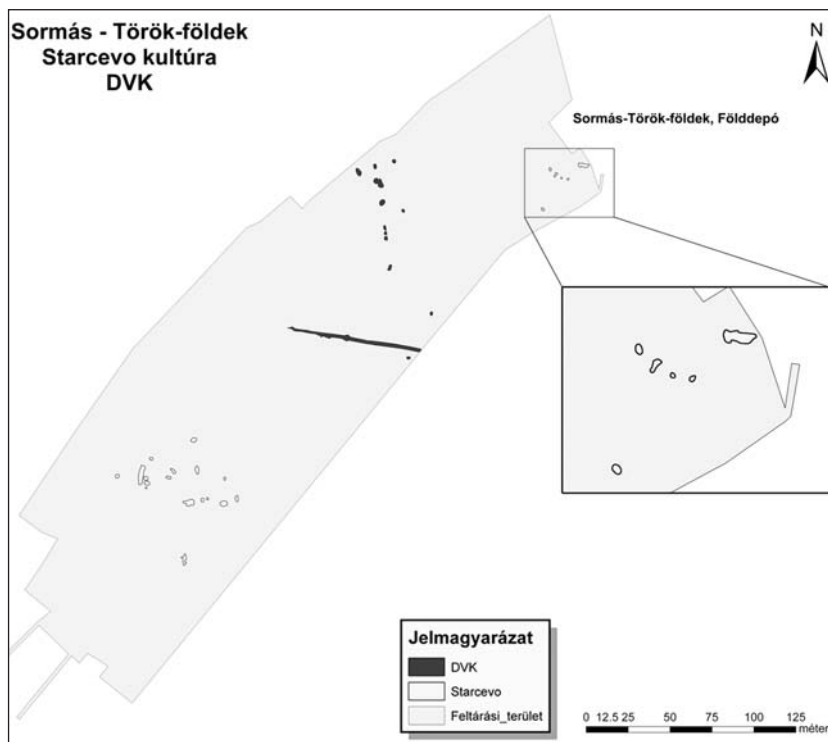 Sormás - Török-földek
Starcevo kultúra
DVK
N
Sormás-Török-földek, Földdepó
Jelmagyarázat
DVK
Starcevo
Feltárási_terület
0 12.5 25 50 75 100 125
méter